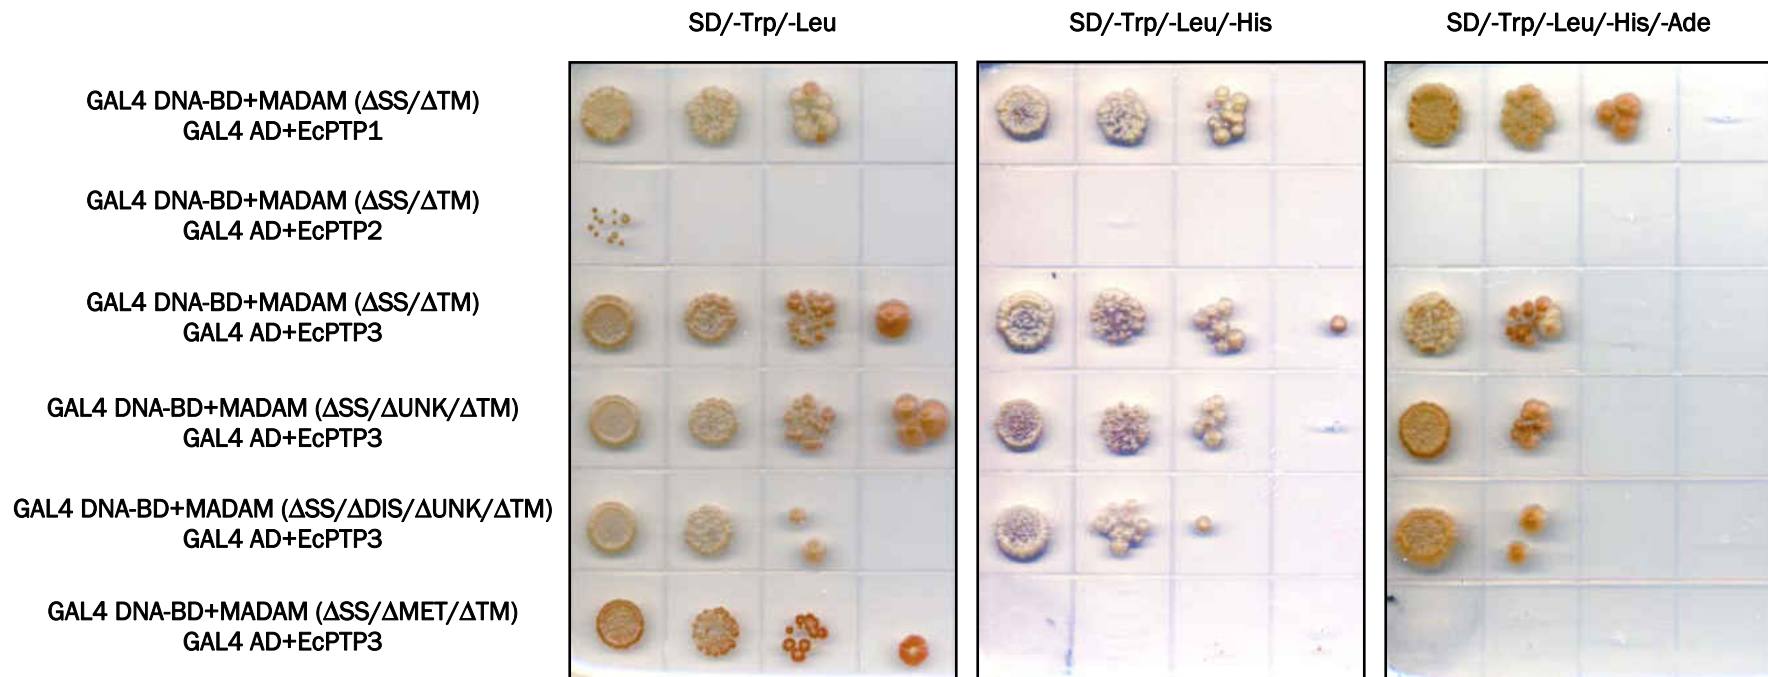 SD/-Trp/-Leu
SD/-Trp/-Leu/-His
SD/-Trp/-Leu/-His/-Ade
GAL4 DNA-BD+MADAM (ΔSS/ΔTM)
GAL4 AD+EcPTP1
GAL4 DNA-BD+MADAM (ΔSS/ΔTM)
GAL4 AD+EcPTP2
GAL4 DNA-BD+MADAM (ΔSS/ΔTM)
GAL4 AD+EcPTP3
GAL4 DNA-BD+MADAM (ΔSS/ΔUNK/ΔTM)
GAL4 AD+EcPTP3
GAL4 DNA-BD+MADAM (ΔSS/ΔDIS/ΔUNK/ΔTM)
GAL4 AD+EcPTP3
GAL4 DNA-BD+MADAM (ΔSS/ΔMET/ΔTM)
GAL4 AD+EcPTP3